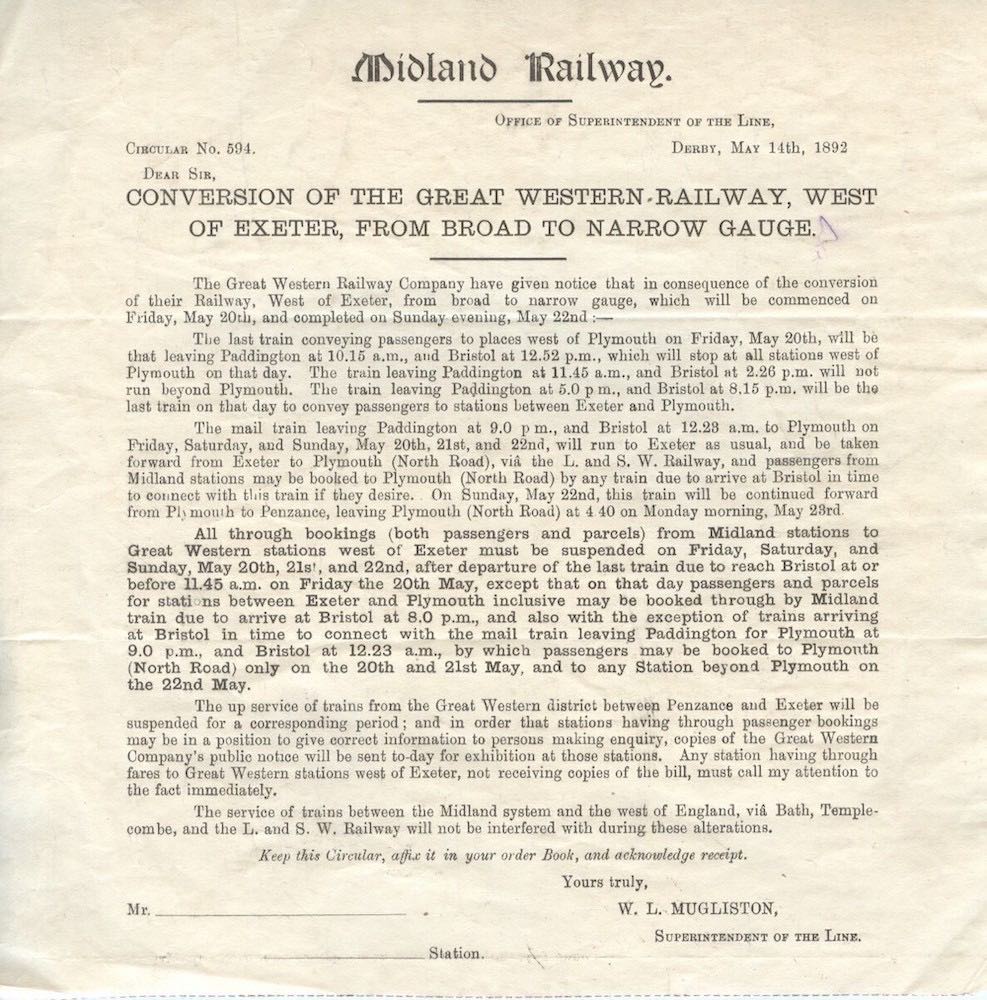 Midland Railway.
Office of Superintendent of the Line,
Circular No. 594.
Derby, May 14th, 1892
Dear Sir,
CONVERSION OF THE GREAT WESTERN RAILWAY, WEST
OF EXETER, FROM BROAD TO NARROW GAUGE.
The Great Western Railway Company have given notice that in consequence of the conversion
of their Railway, West of Exeter, from broad to narrow gauge, which will be commenced on
Friday, May 20th, and completed on Sunday evening, May 22nd :—
The last train conveying passengers to places west of Plymouth on Friday, May 20th, will be
that leaving Paddington at 10.15 a.m., and Bristol at 12.52 p.m., which will stop at all stations west of
Plymouth on that day. The train leaving Paddington at 11.45 a.m., and Bristol at 2.26 p.m. will not
run beyond Plymouth. The train leaving Paddington at 5.0 p m., and Bristol at 8.15 p.m. will be the
last train on that day to convey passengers to stations between Exeter and Plymouth.
The mail train leaving Paddington at 9.0 p m., and Bristol at 12.23 a.m. to Plymouth on
Friday, Saturday, and Sunday, May 20th, 21st, and 22nd, will run to Exeter as usual, and be taken
forward from Exeter to Plymouth (North Road), viâ the L. and S. W. Railway, and passengers from
Midland stations may be booked to Plymouth (North Road) by any train due to arrive at Bristol in time
to connect with this train if they desire. On Sunday, May 22nd, this train will be continued forward
from Plymouth to Penzance, leaving Plymouth (North Road) at 4 40 on Monday morning, May 23rd.
All through bookings (both passengers and parcels) from Midland stations to
Great Western stations west of Exeter must be suspended on Friday, Saturday, and
Sunday, May 20th, 21st, and 22nd, after departure of the last train due to reach Bristol at or
before 11.45 a.m. on Friday the 20th May, except that on that day passengers and parcels
for stations between Exeter and Plymouth inclusive may be booked through by Midland
train due to arrive at Bristol at 8.0 p.m., and also with the exception of trains arriving
at Bristol in time to connect with the mail train leaving Paddington for Plymouth at
9.0 p.m., and Bristol at 12.23 a.m., by which passengers may be booked to Plymouth
(North Road) only on the 20th and 21st May, and to any Station beyond Plymouth on
the 22nd May.
The up service of trains from the Great Western district between Penzance and Exeter will be
suspended for a corresponding period ; and in order that stations having through passenger bookings
may be in a position to give correct information to persons making enquiry, copies of the Great Western
Company's public notice will be sent to-day for exhibition at those stations. Any station having through
fares to Great Western stations west of Exeter, not receiving copies of the bill, must call my attention to
the fact immediately.
The service of trains between the Midland system and the west of England, viâ Bath, Temple-
combe, and the L. and S. W. Railway will not be interfered with during these alterations.
Keep this Circular, affix it in your order Book, and acknowledge receipt.
Yours truly,
Mr.
W. L. MUGLISTON,
Superintendent of the Line.
Station.